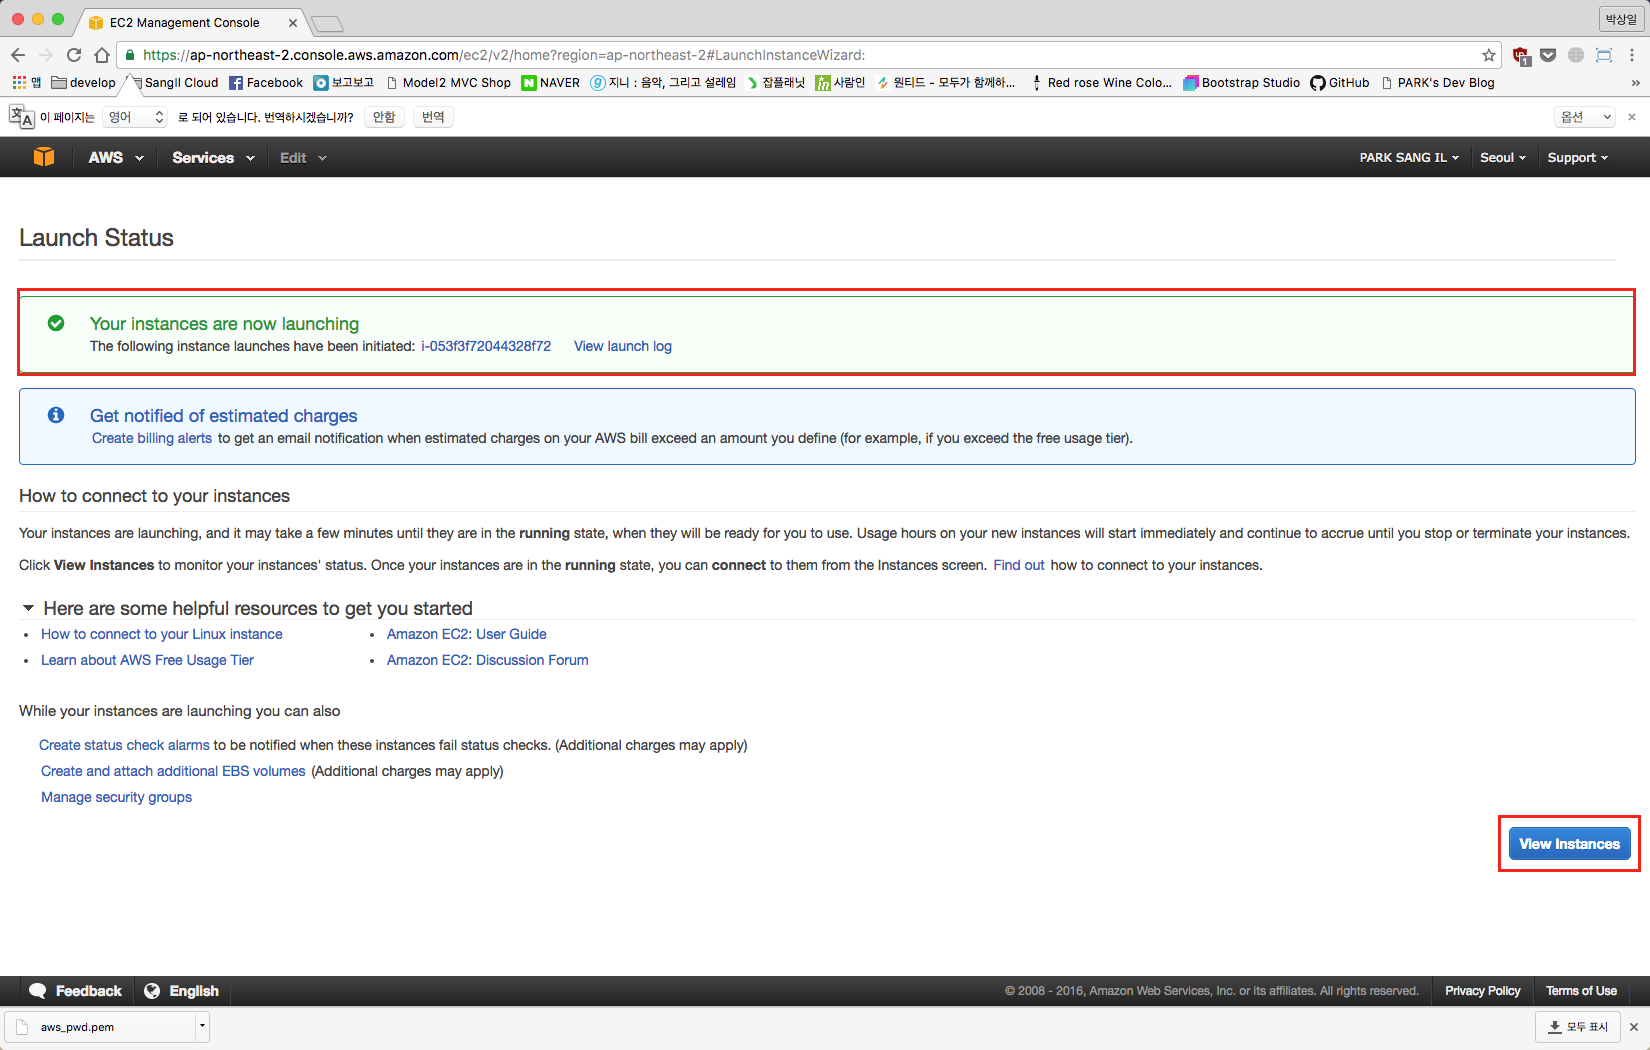 EC2 Management Console
박상일
https://ap-northeast-2.console.aws.amazon.com/ec2/v2/home?region=ap-northeast-2#LaunchInstanceWizard:
앱 develop Sangil Cloud Facebook 보고보고 Model2 MVC Shop NAVER 지니 : 음악, 그리고 설레임 잡플래닛 사람인 원티드 - 모두가 함께하... Red rose Wine Colo... Bootstrap Studio GitHub PARK's Dev Blog »
이 페이지는 영어 로 되어 있습니다. 번역하시겠습니까? 안함 번역 옵션
AWS Services Edit PARK SANG IL Seoul Support
Launch Status
Your instances are now launching
The following instance launches have been initiated: i-053f3f72044328f72 View launch log
Get notified of estimated charges
Create billing alerts to get an email notification when estimated charges on your AWS bill exceed an amount you define (for example, if you exceed the free usage tier).
How to connect to your instances
Your instances are launching, and it may take a few minutes until they are in the running state, when they will be ready for you to use. Usage hours on your new instances will start immediately and continue to accrue until you stop or terminate your instances.
Click View Instances to monitor your instances' status. Once your instances are in the running state, you can connect to them from the Instances screen. Find out how to connect to your instances.
Here are some helpful resources to get you started
• How to connect to your Linux instance
• Learn about AWS Free Usage Tier
• Amazon EC2: User Guide
• Amazon EC2: Discussion Forum
While your instances are launching you can also
Create status check alarms to be notified when these instances fail status checks. (Additional charges may apply)
Create and attach additional EBS volumes (Additional charges may apply)
Manage security groups
View Instances
Feedback English © 2008 - 2016, Amazon Web Services, Inc. or its affiliates. All rights reserved. Privacy Policy Terms of Use
aws_pwd.pem 모두 표시